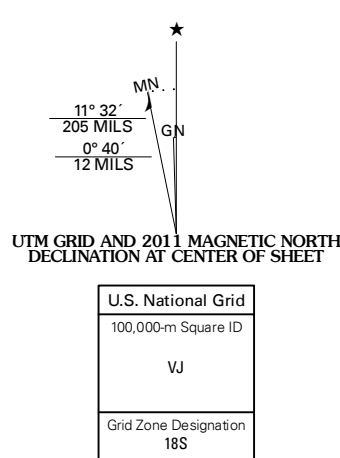 ★
MN
11° 32´
205 MILS
GN
0° 40´
12 MILS
UTM GRID AND 2011 MAGNETIC NORTH
DECLINATION AT CENTER OF SHEET
U.S. National Grid
100,000-m Square ID
VJ
Grid Zone Designation
18S